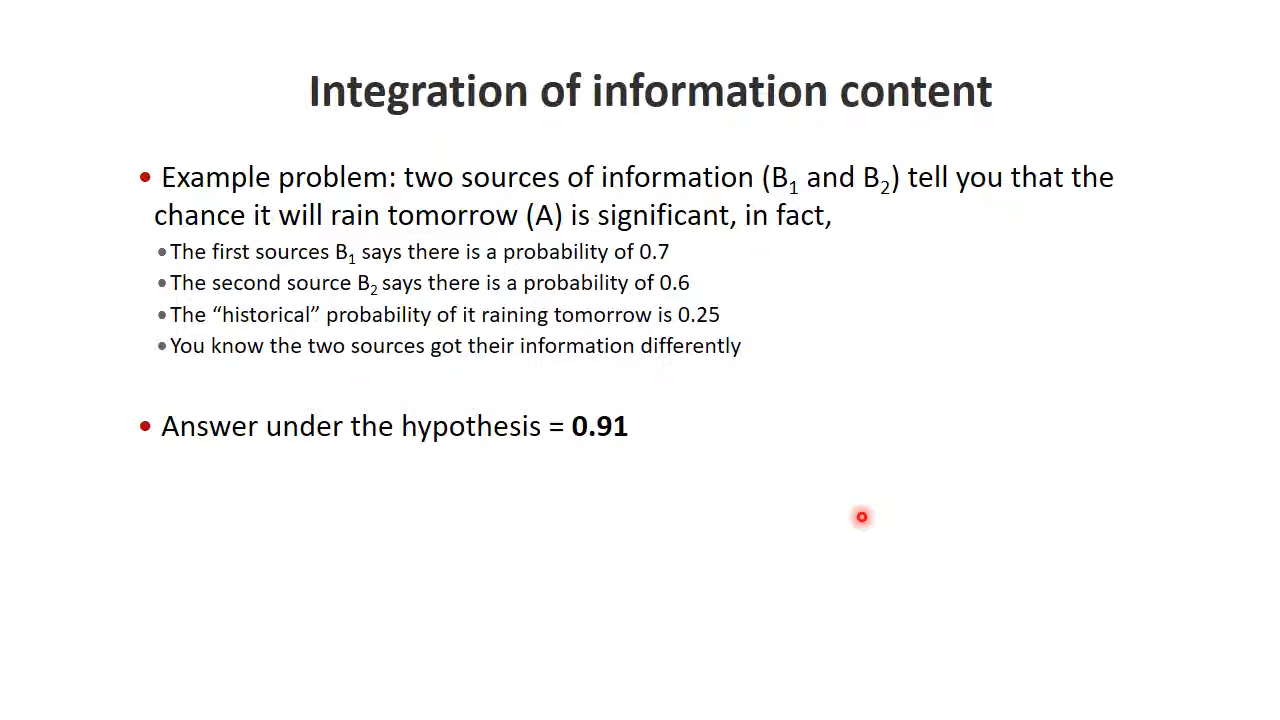 Integration of information content
• Example problem: two sources of information (B1 and B2) tell you that the
chance it will rain tomorrow (A) is significant, in fact,
• The first sources B1 says there is a probability of 0.7
• The second source B2 says there is a probability of 0.6
• The “historical” probability of it raining tomorrow is 0.25
• You know the two sources got their information differently
• Answer under the hypothesis = 0.91